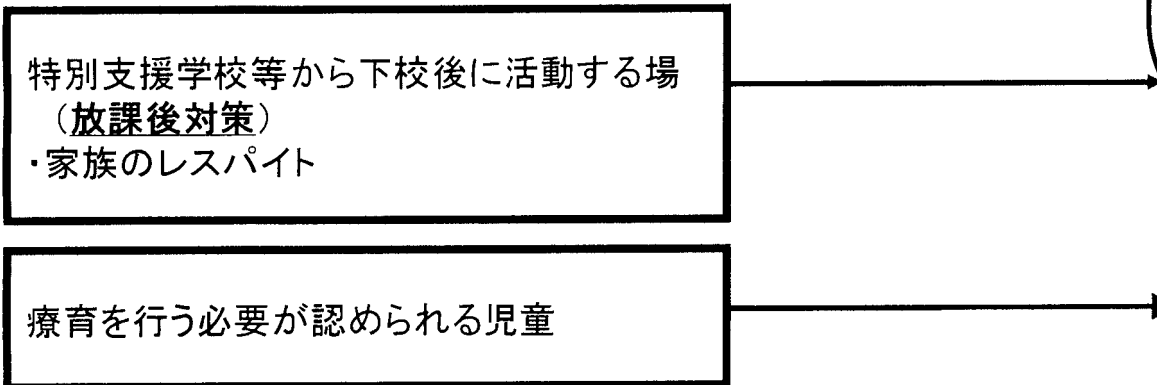 特別支援学校等から下校後に活動する場
（放課後対策）
・家族のレスパイト
療育を行う必要が認められる児童